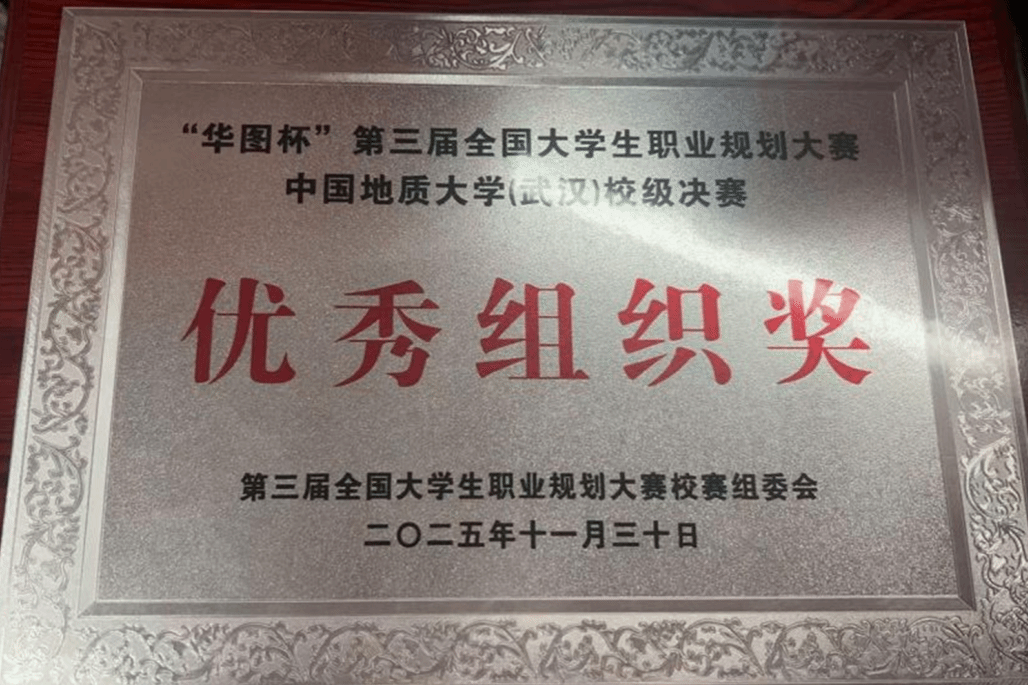 “华图杯”第三届全国大学生职业规划大赛
中国地质大学(武汉)校级决赛
优秀组织奖
第三届全国大学生职业规划大赛校赛组委会
二〇二五年十一月三十日